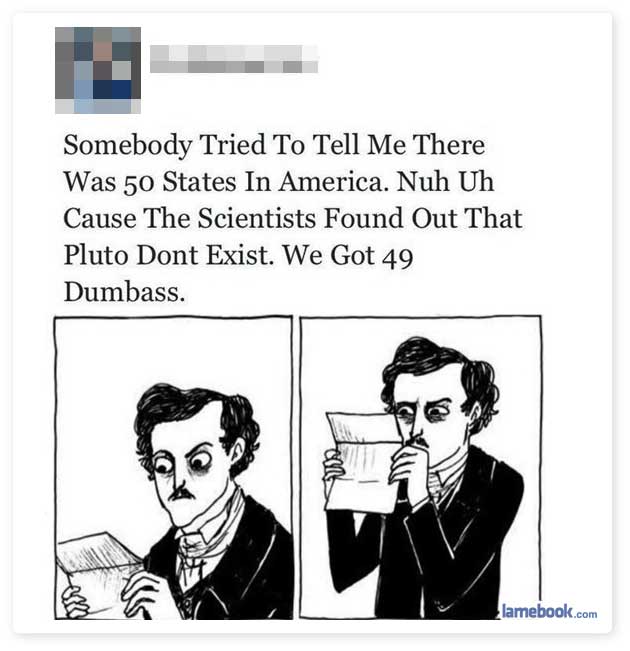 Somebody Tried To Tell Me There
Was 50 States In America. Nuh Uh
Cause The Scientists Found Out That
Pluto Dont Exist. We Got 49
Dumbass.
lamebook.com